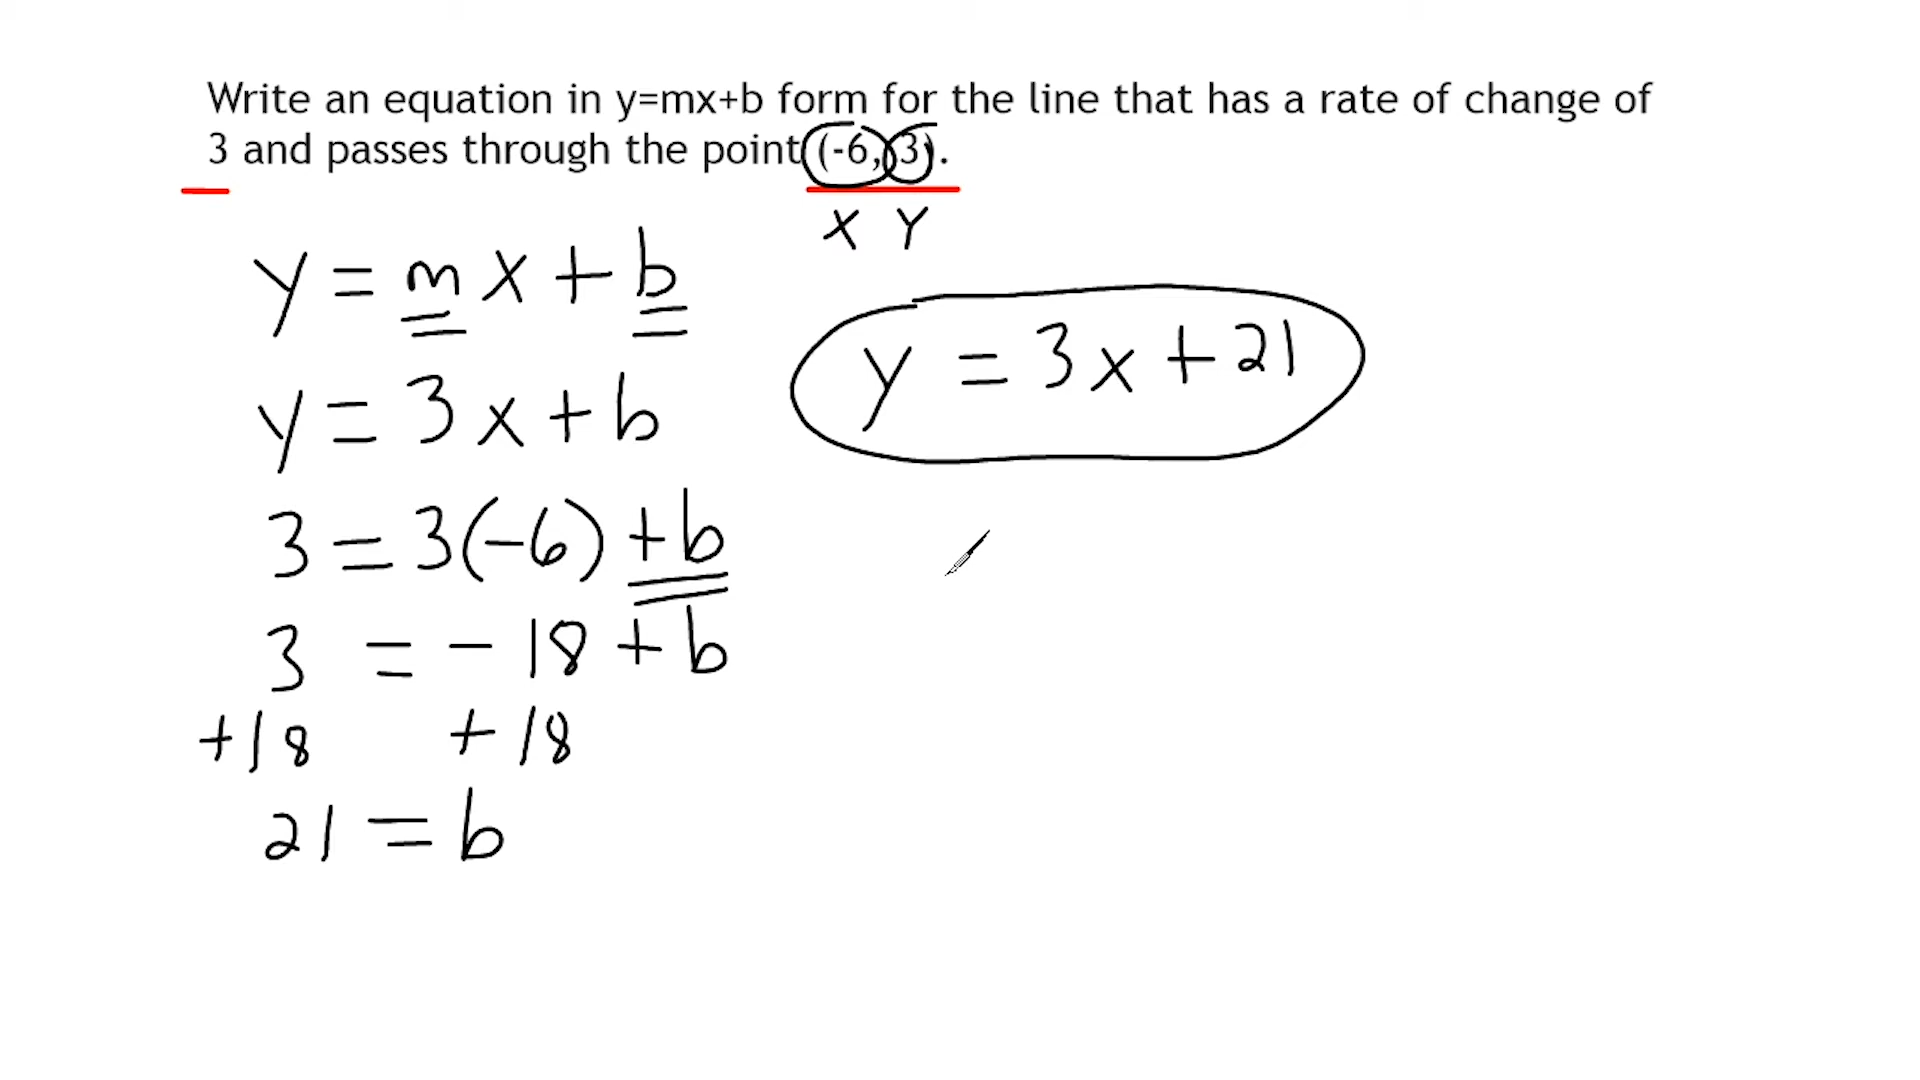 Write an equation in y=mx+b form for the line that has a rate of change of
3 and passes through the point (-6, 3).
X Y
y = mx + b
y = 3x + 21
y = 3x + b
3 = 3(-6) + b
3 = - 18 + b
+18 +18
21 = b